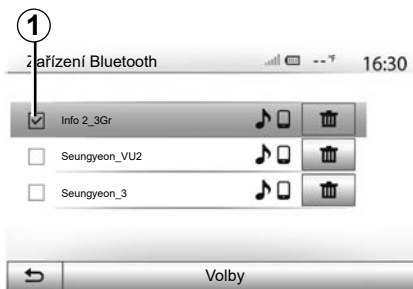 1
Zařízení Bluetooth -- °F 16:30
Info 2_3Gr
Seungyeon_VU2
Seungyeon_3
Volby